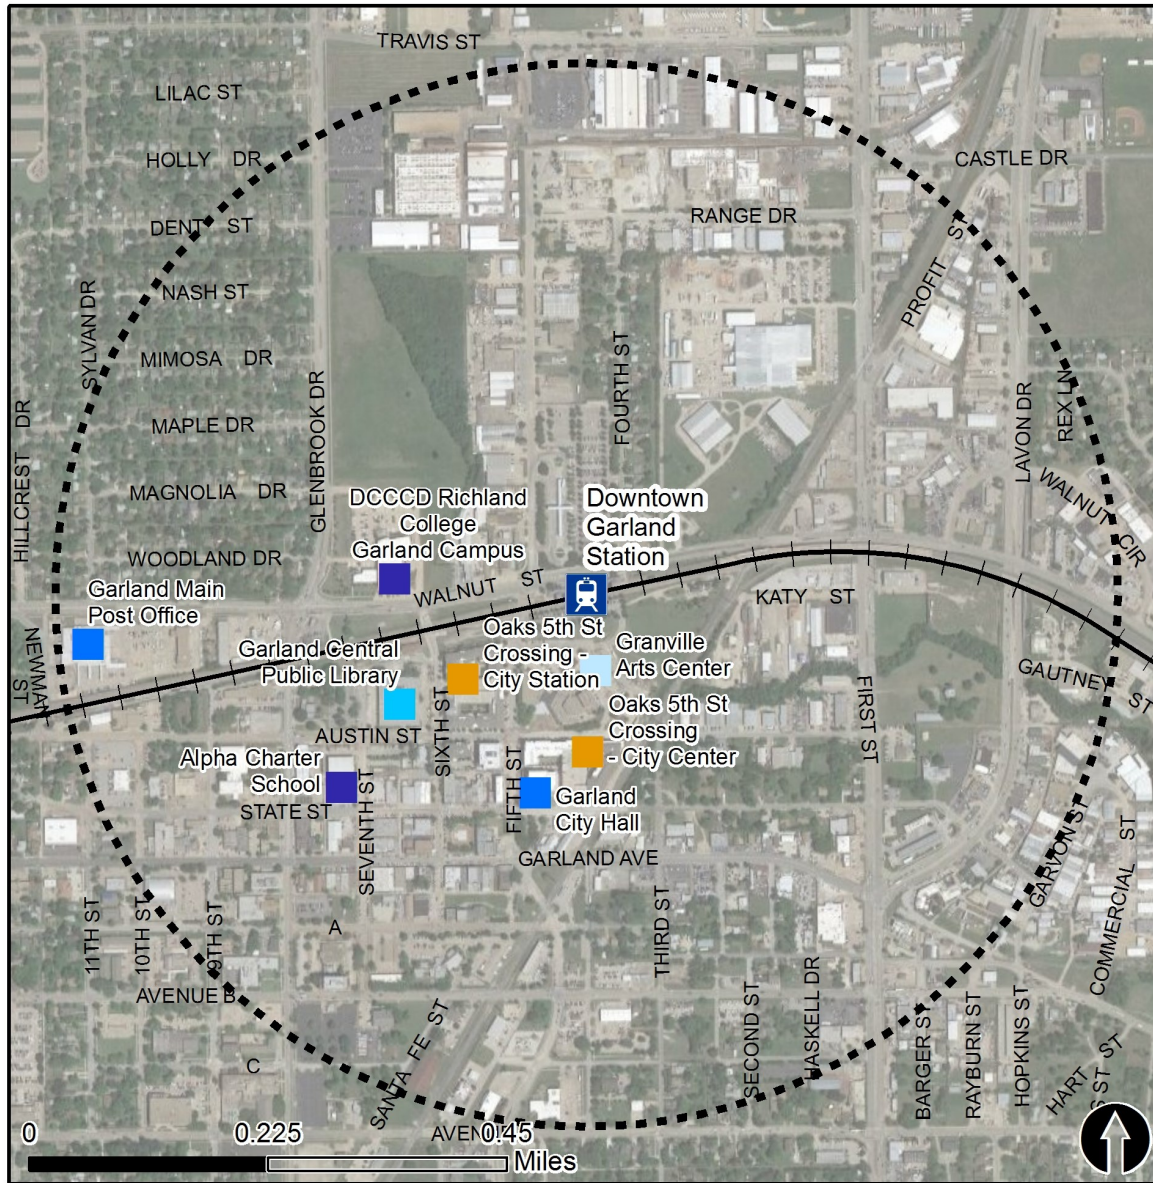 TRAVIS ST
LILAC ST
HOLLY DR
CASTLE DR
DENT ST
RANGE DR
PROFIT ST
NASH ST
SYLVAN DR
MIMOSA DR
FOURTH ST
GLENBROOK DR
HILLCREST DR
MAPLE DR
LAVON DR
REX LN
MAGNOLIA DR
WALNUT CIR
DCCCD Richland
College
Garland Campus
Downtown
Garland
Station
WOODLAND DR
Garland Main
Post Office
WALNUT ST
KATY ST
NEWMAN ST
Garland Central
Public Library
Oaks 5th St
Crossing -
City Station
Granville
Arts Center
GAUTNEY ST
FIRST ST
SIXTH ST
AUSTIN ST
Oaks 5th St
Crossing
- City Center
Alpha Charter
School
FIFTH ST
STATE ST
SEVENTH ST
Garland
City Hall
GARLAND AVE
GARVON ST
COMMERCIAL ST
11TH ST
10TH ST
9TH ST
A
THIRD ST
AVENUE B
SECOND ST
HASKELL DR
BARGER ST
RAYBURN ST
HOPKINS ST
HART ST
S ST
C
SANTA FE ST
0
0.225
0.45
Miles